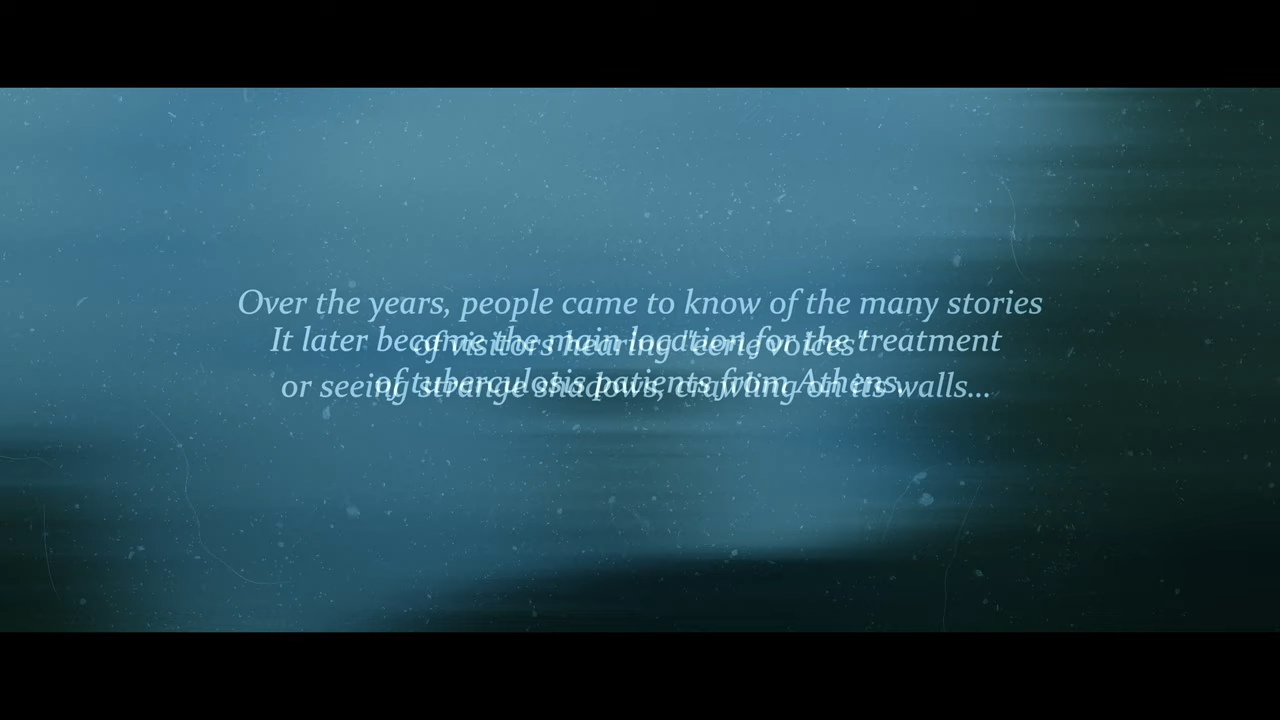 Over the years, people came to know of the many stories
It later became the main location for the treatment
of visitors hearing "eerie voices"
of tuberculosis patients from Athens.
or seeing strange shadows, crawling on its walls...